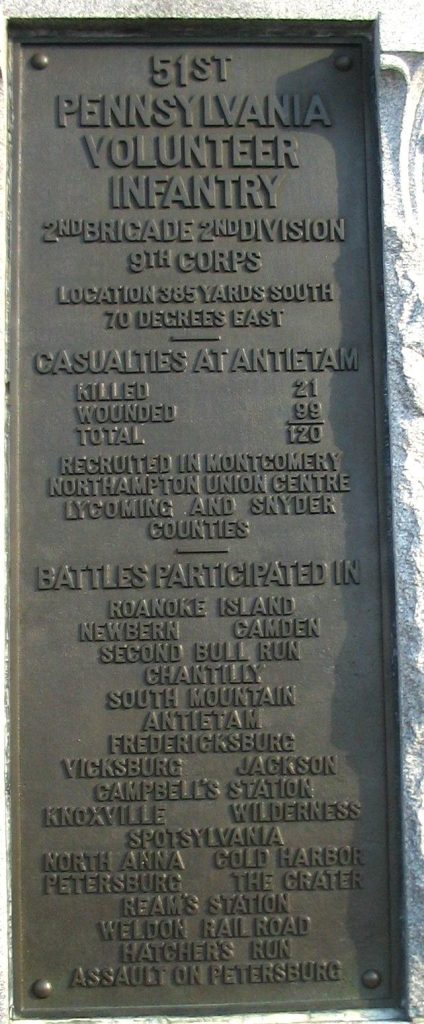 51ST
PENNSYLVANIA
VOLUNTEER
INFANTRY
2ND BRIGADE 2ND DIVISION
9TH CORPS
LOCATION 385 YARDS SOUTH
70 DEGREES EAST
CASUALTIES AT ANTIETAM
KILLED 21
WOUNDED 99
TOTAL 120
RECRUITED IN MONTGOMERY
NORTHAMPTON UNION CENTRE
LYCOMING AND SNYDER
COUNTIES
BATTLES PARTICIPATED IN
ROANOKE ISLAND
NEWBERN CAMDEN
SECOND BULL RUN
CHANTILLY
SOUTH MOUNTAIN
ANTIETAM
FREDERICKSBURG
VICKSBURG JACKSON
CAMPBELL'S STATION
KNOXVILLE WILDERNESS
SPOTSYLVANIA
NORTH ANNA COLD HARBOR
PETERSBURG THE CRATER
REAM'S STATION
WELDON RAIL ROAD
HATCHER'S RUN
ASSAULT ON PETERSBURG